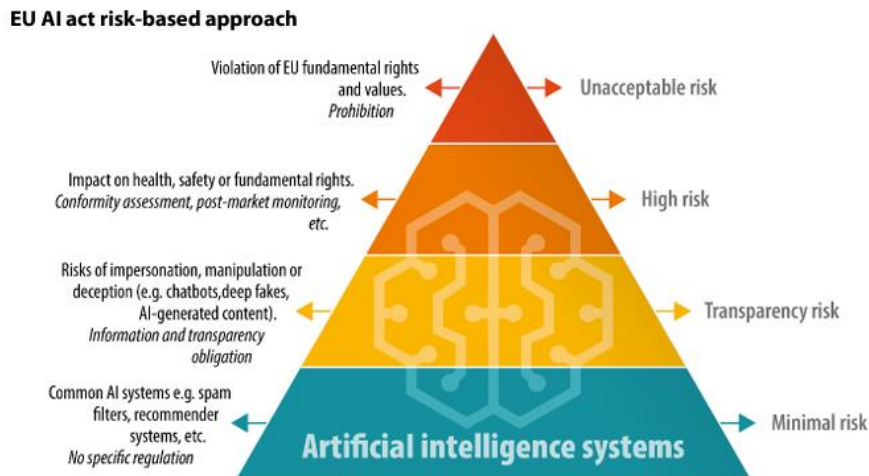 EU AI act risk-based approach
Violation of EU fundamental rights
and values.
Prohibition
Unacceptable risk
Impact on health, safety or fundamental rights.
Conformity assessment, post-market monitoring,
etc.
High risk
Risks of impersonation, manipulation or
deception (e.g. chatbots,deep fakes,
AI-generated content).
Information and transparency
obligation
Transparency risk
Common AI systems e.g. spam
filters, recommender
systems, etc.
No specific regulation
Minimal risk
Artificial intelligence systems